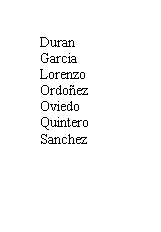 Duran
Garcia
Lorenzo
Ordoñez
Oviedo
Quintero
Sanchez